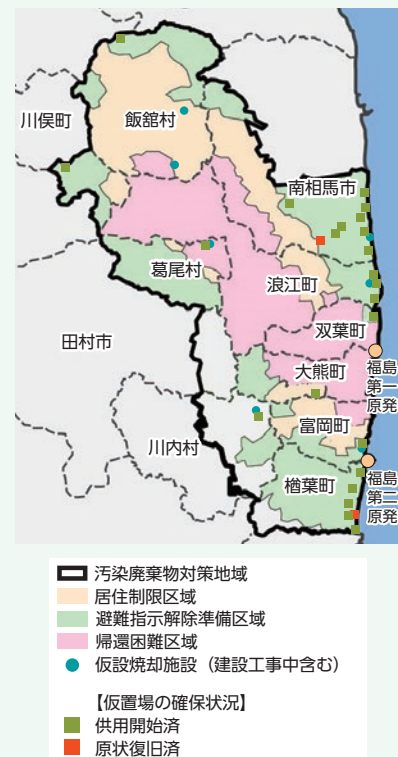 川俣町
飯舘村
南相馬市
葛尾村
浪江町
双葉町
田村市
大熊町
福島
第一
原発
川内村
富岡町
楢葉町
福島
第二
原発
汚染廃棄物対策地域
居住制限区域
避難指示解除準備区域
帰還困難区域
仮設焼却施設（建設工事中含む）
【仮置場の確保状況】
供用開始済
原状復旧済